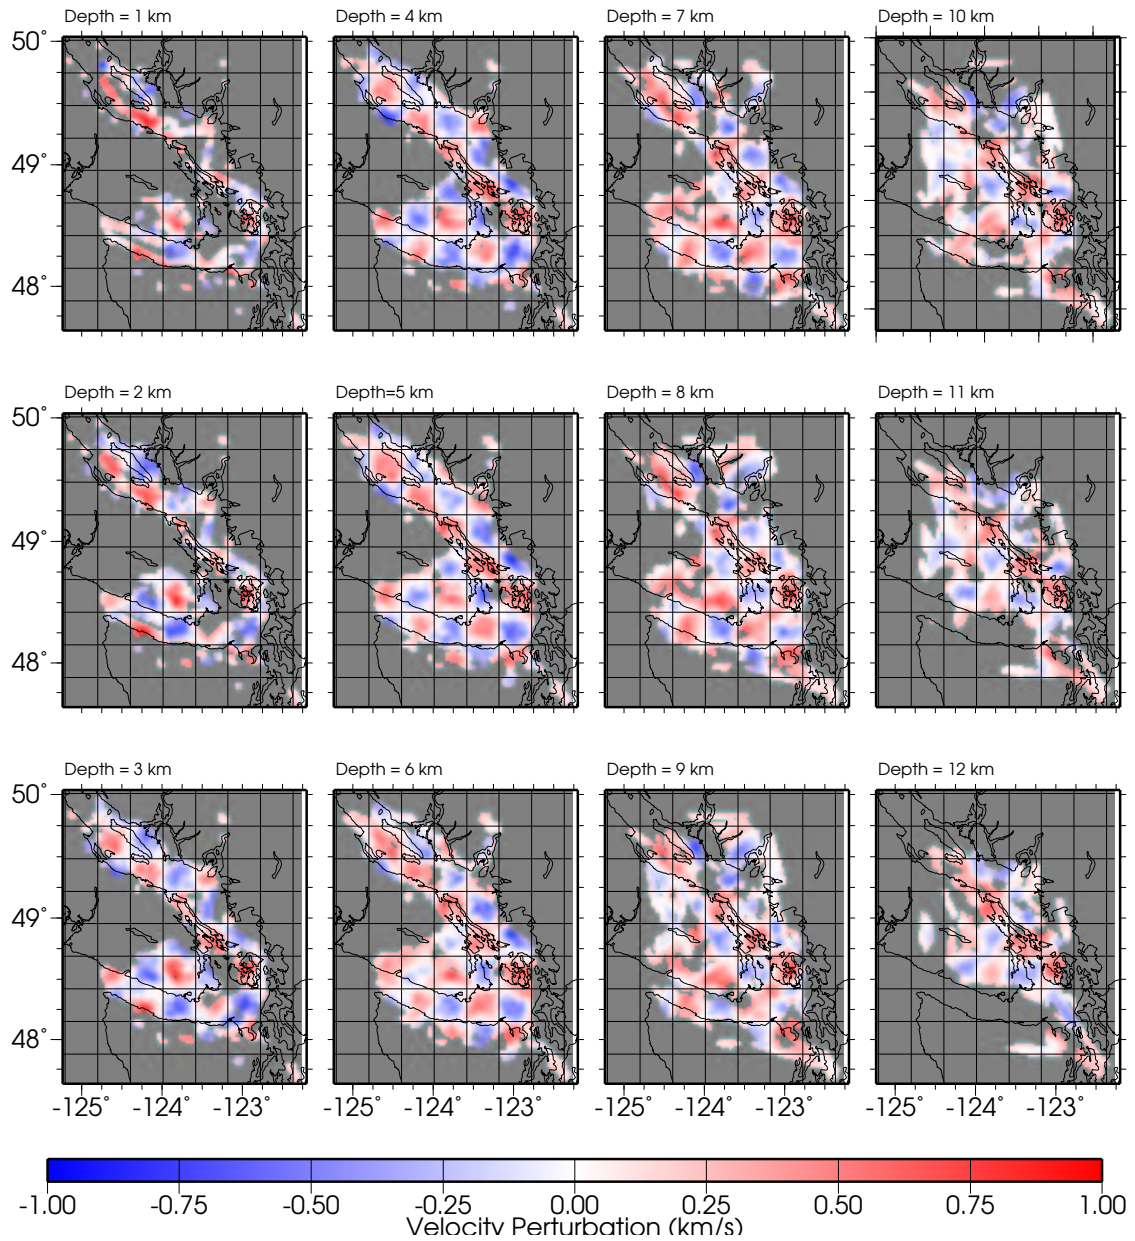 Depth = 1 km Depth = 4 km Depth = 7 km Depth = 10 km
50˚
49˚
48˚
Depth = 2 km Depth=5 km Depth = 8 km Depth = 11 km
50˚
49˚
48˚
Depth = 3 km Depth = 6 km Depth = 9 km Depth = 12 km
50˚
49˚
48˚
-125˚ -124˚ -123˚ -125˚ -124˚ -123˚ -125˚ -124˚ -123˚ -125˚ -124˚ -123˚
-1.00 -0.75 -0.50 -0.25 0.00 0.25 0.50 0.75 1.00
Velocity Perturbation (km/s)